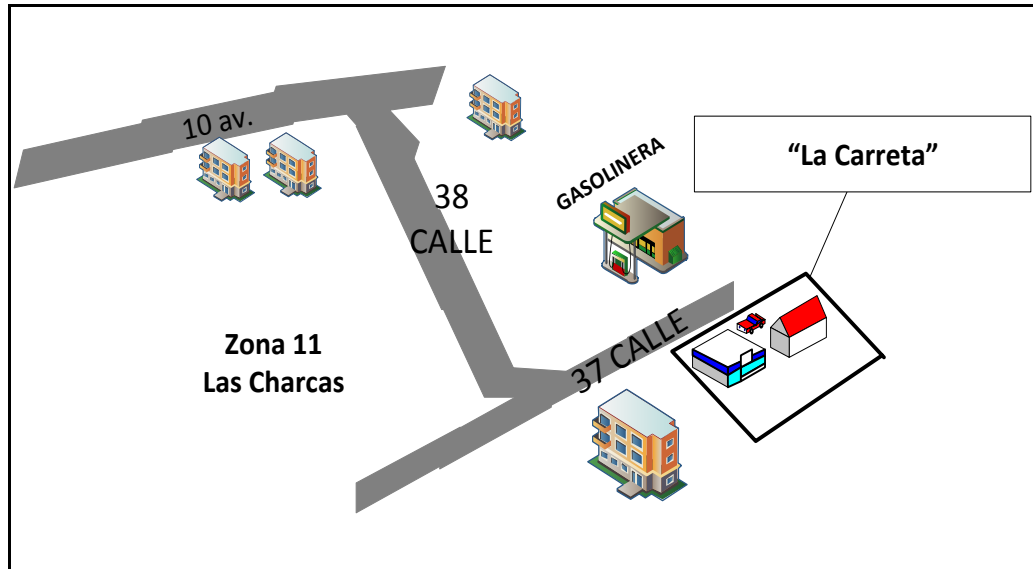 10 av.
38
CALLE
GASOLINERA
“La Carreta”
37 CALLE
Zona 11
Las Charcas